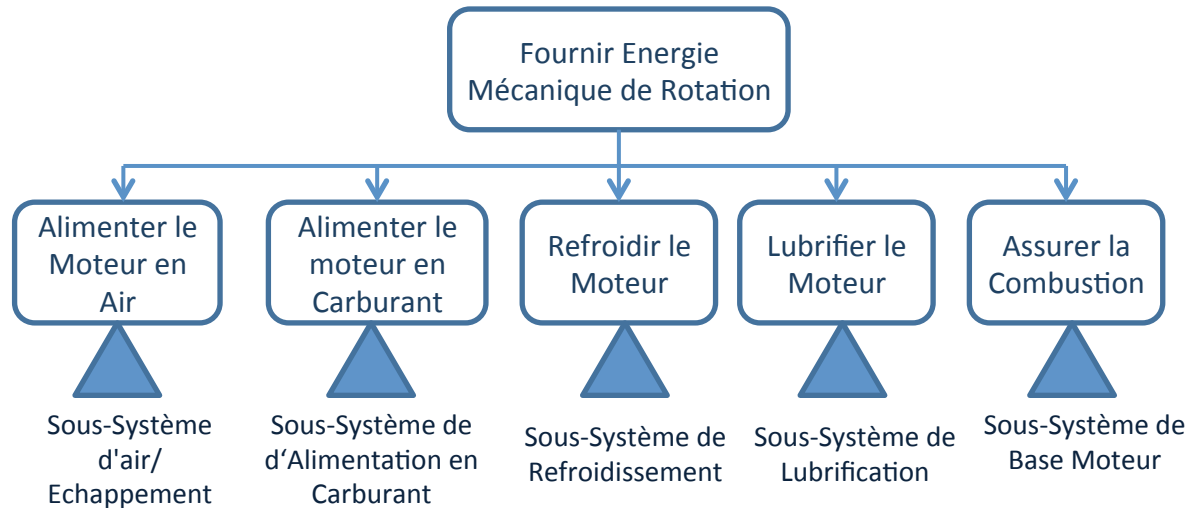 Fournir Energie
Mécanique de Rotation
Alimenter le
Moteur en
Air
Alimenter le
moteur en
Carburant
Refroidir le
Moteur
Lubrifier le
Moteur
Assurer la
Combustion
Sous-Système
d'air/
Echappement
Sous-Système de
d‘Alimentation en
Carburant
Sous-Système de
Refroidissement
Sous-Système de
Lubrification
Sous-Système de
Base Moteur